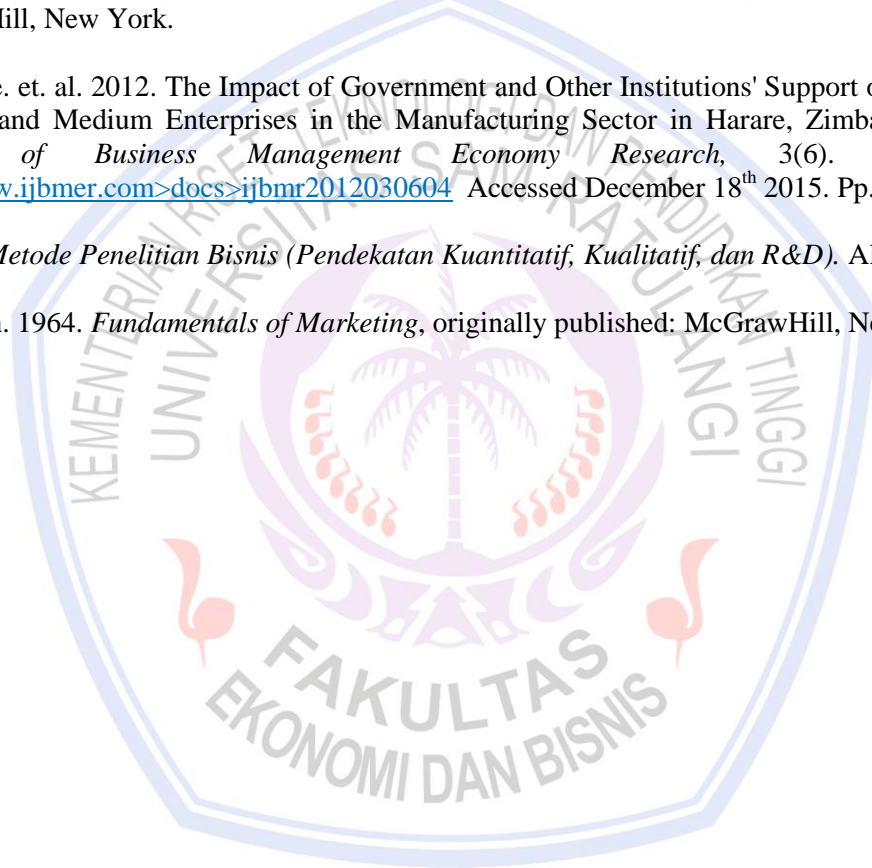 Hill, New York.
e. et. al. 2012. The Impact of Government and Other Institutions' Support o
and Medium Enterprises in the Manufacturing Sector in Harare, Zimba
of Business Management Economy Research, 3(6).
w.ijbmer.com>docs>ijbmr2012030604 Accessed December 18th 2015. Pp.
Metode Penelitian Bisnis (Pendekatan Kuantitatif, Kualitatif, dan R&D). Al
n. 1964. Fundamentals of Marketing, originally published: McGrawHill, Ne
KEMENTERIAN RISET TEKNOLOGI DAN PENDIDIKAN TINGGI
UNIVERSITAS SAM RATULANGI
FAKULTAS
EKONOMI DAN BISNIS